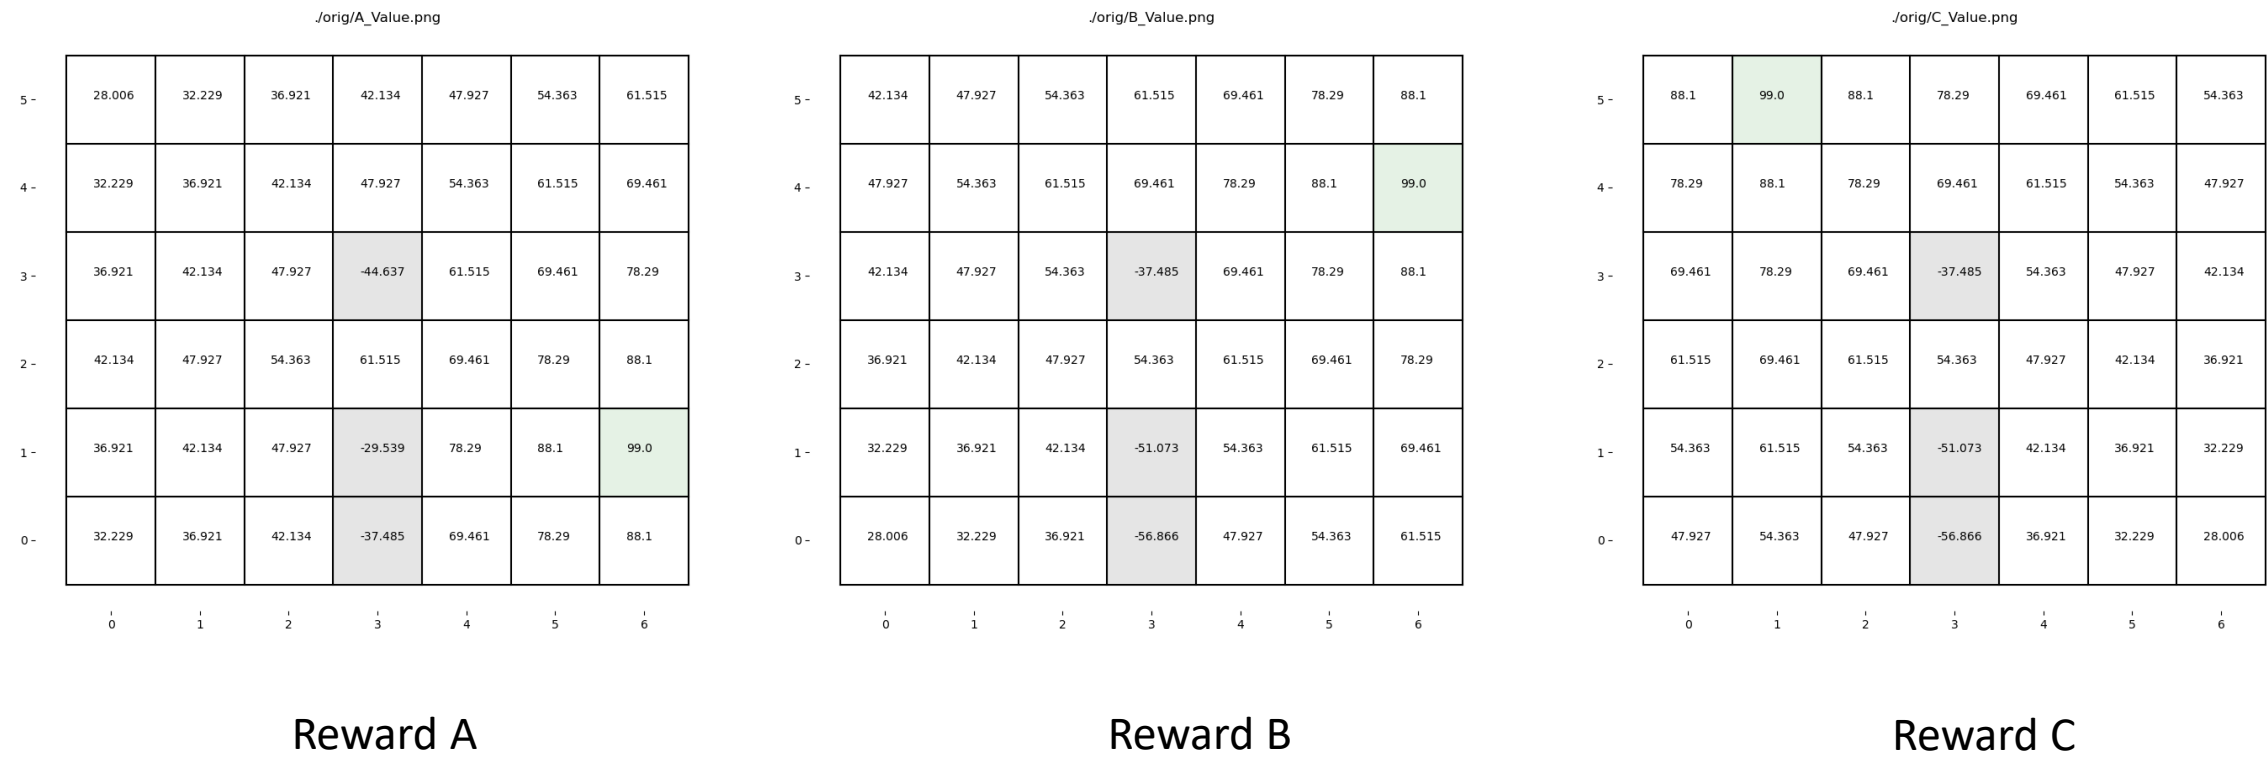 ./orig/A_Value.png
5 28.006 32.229 36.921 42.134 47.927 54.363 61.515
4 32.229 36.921 42.134 47.927 54.363 61.515 69.461
3 36.921 42.134 47.927 -44.637 61.515 69.461 78.29
2 42.134 47.927 54.363 61.515 69.461 78.29 88.1
1 36.921 42.134 47.927 -29.539 78.29 88.1 99.0
0 32.229 36.921 42.134 -37.485 69.461 78.29 88.1
0 1 2 3 4 5 6
Reward A
./orig/B_Value.png
5 42.134 47.927 54.363 61.515 69.461 78.29 88.1
4 47.927 54.363 61.515 69.461 78.29 88.1 99.0
3 42.134 47.927 54.363 -37.485 69.461 78.29 88.1
2 36.921 42.134 47.927 54.363 61.515 69.461 78.29
1 32.229 36.921 42.134 -51.073 54.363 61.515 69.461
0 28.006 32.229 36.921 -56.866 47.927 54.363 61.515
0 1 2 3 4 5 6
Reward B
./orig/C_Value.png
5 88.1 99.0 88.1 78.29 69.461 61.515 54.363
4 78.29 88.1 78.29 69.461 61.515 54.363 47.927
3 69.461 78.29 69.461 -37.485 54.363 47.927 42.134
2 61.515 69.461 61.515 54.363 47.927 42.134 36.921
1 54.363 61.515 54.363 -51.073 42.134 36.921 32.229
0 47.927 54.363 47.927 -56.866 36.921 32.229 28.006
0 1 2 3 4 5 6
Reward C